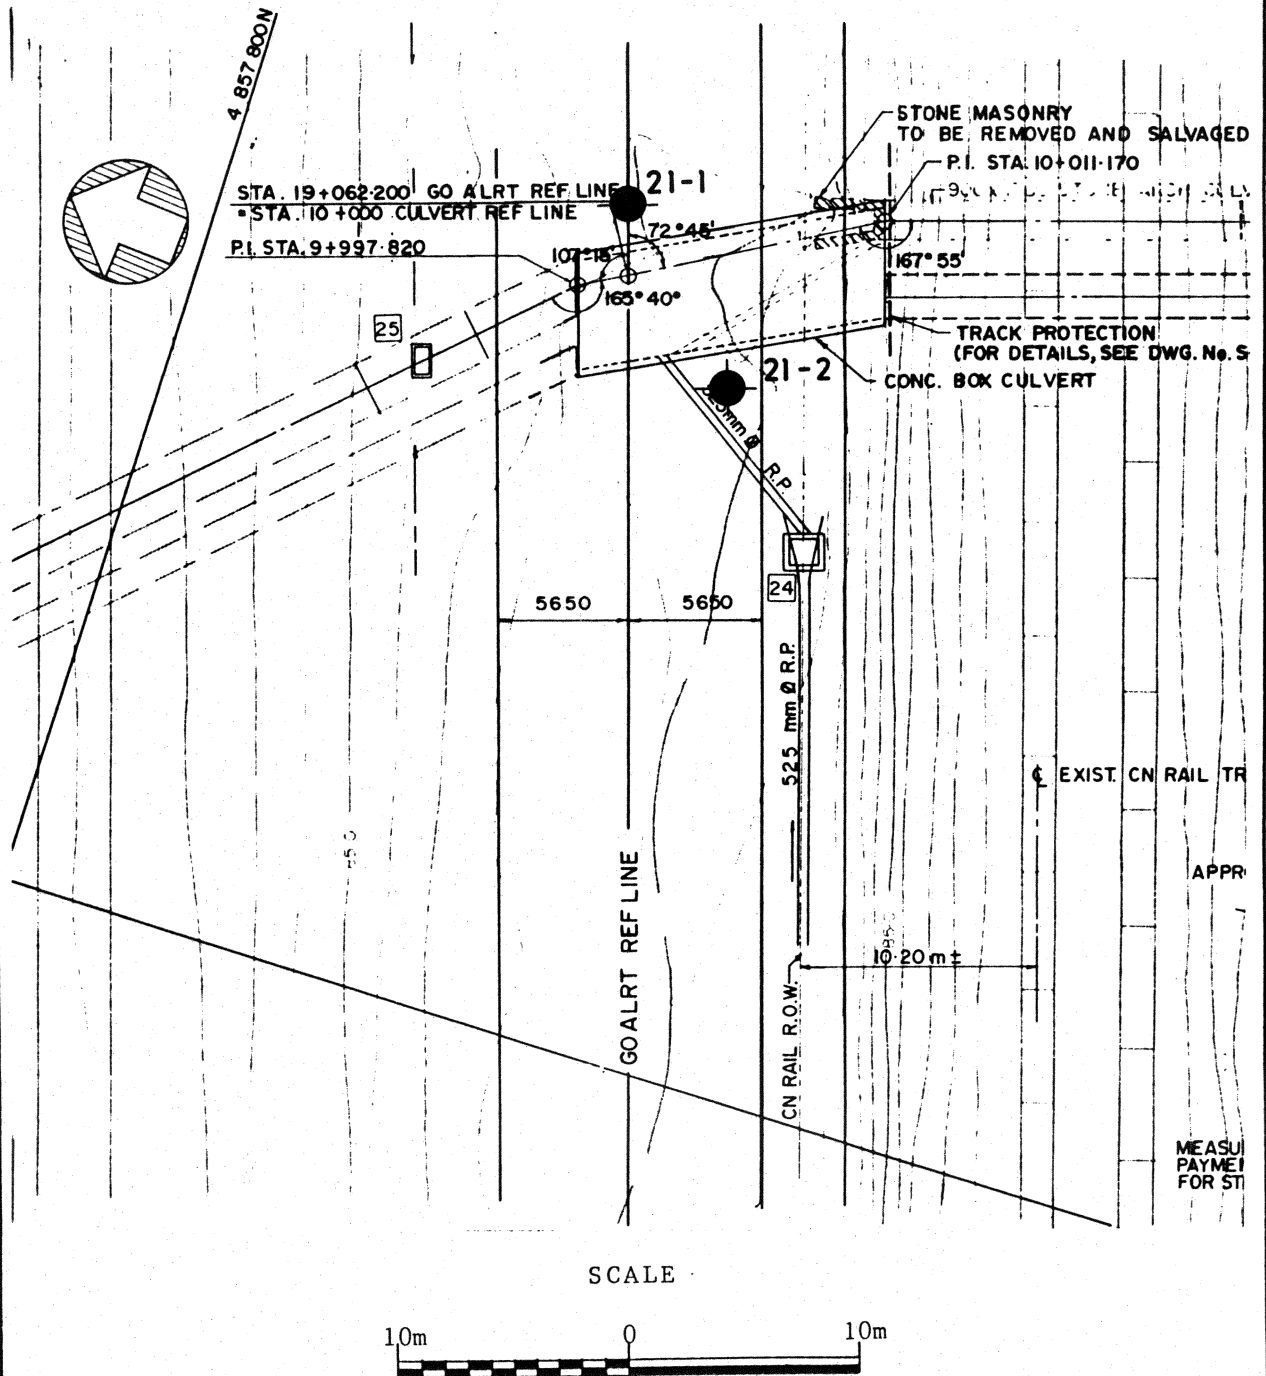 4 857 800N
STONE MASONRY
TO BE REMOVED AND SALVAGED
P.I. STA. 10+011·170
STA. 19+062·200 GO ALRT REF LINE
= STA. 10+000 CULVERT REF LINE
21-1
72°45'
P.I. STA. 9+997·820
107°15'
167°55'
165°40"
25
TRACK PROTECTION
(FOR DETAILS, SEE DWG. No. S
21-2
CONC. BOX CULVERT
525mm Ø R.P.
24
5650
5650
525 mm Ø R.P.
℄ EXIST. CN RAIL TR
GO ALRT REF LINE
APPR
10·20 m ±
CN RAIL R.O.W.
MEASU
PAYME
FOR ST
SCALE
10m 0 10m